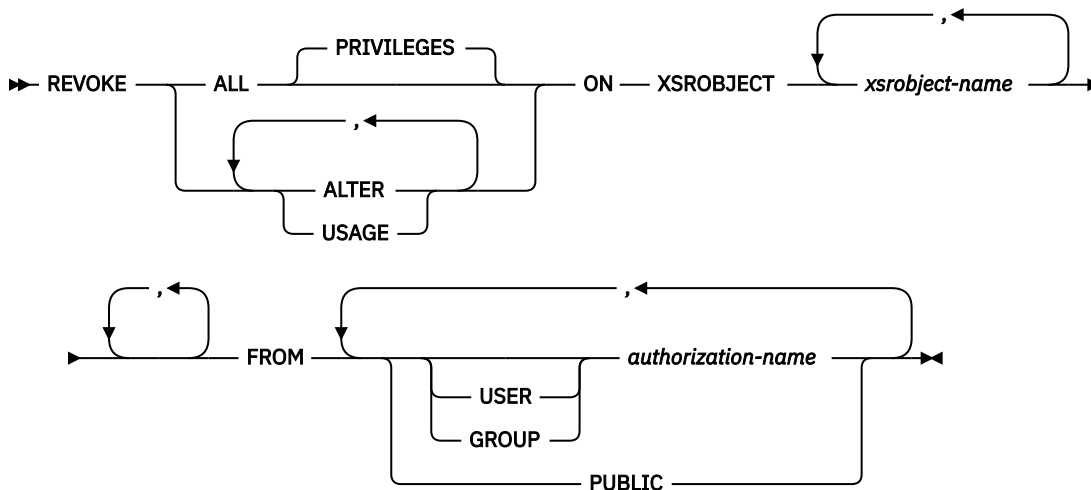 ,
PRIVILEGES
REVOKE ALL ON XSROBJECT xsrobject-name
,
ALTER
USAGE
, ,
FROM authorization-name
USER
GROUP
PUBLIC